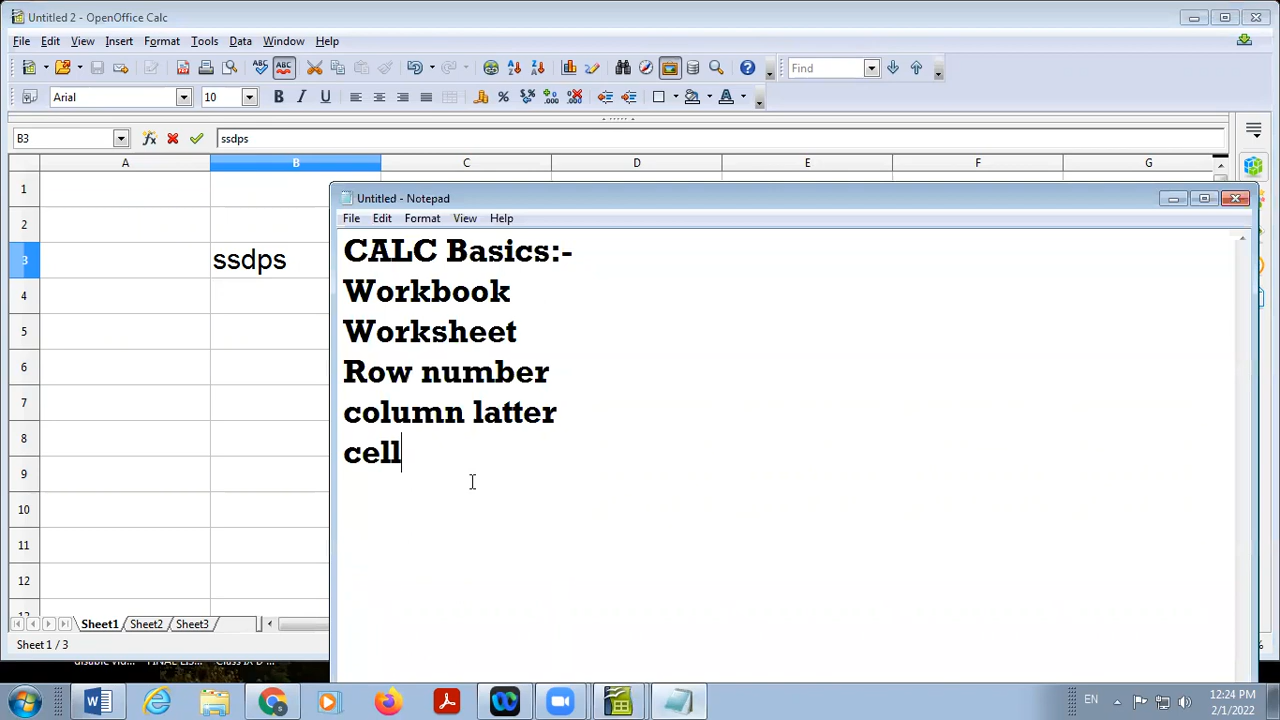 Untitled 2 - OpenOffice Calc
File Edit View Insert Format Tools Data Window Help
Find
Arial 10 B I U
B3 ssdps
A B C D E F G
1
2
3 ssdps
4
5
6
7
8
9
10
11
12
Untitled - Notepad
File Edit Format View Help
CALC Basics:-
Workbook
Worksheet
Row number
column latter
cell
Sheet1 Sheet2 Sheet3
Sheet 1 / 3
EN 12:24 PM
2/1/2022